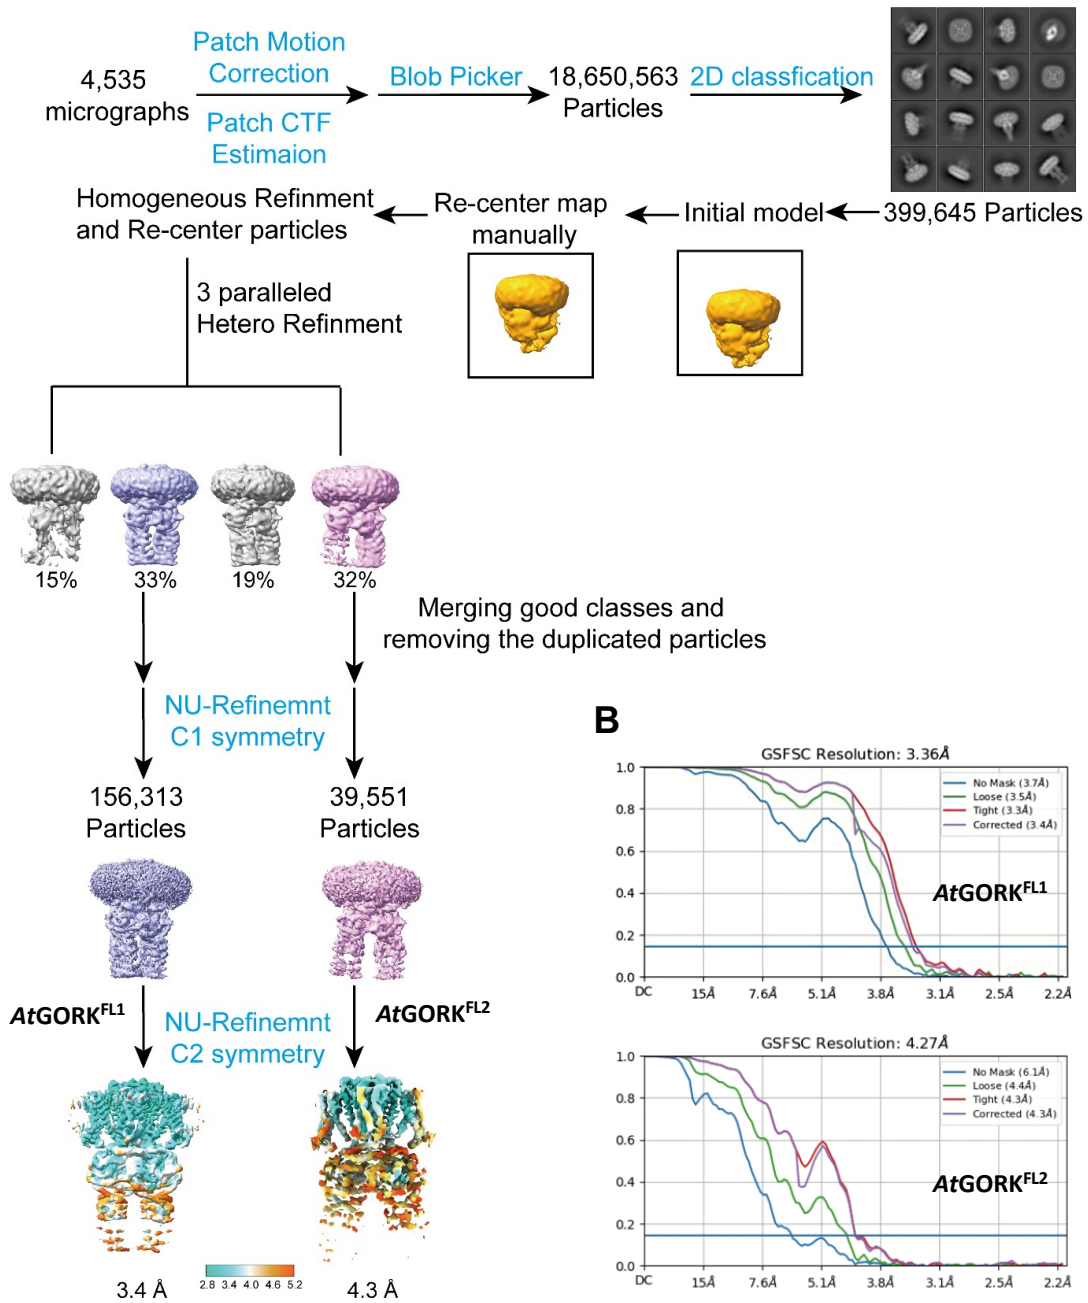 4,535
micrographs
Patch Motion
Correction
Patch CTF
Estimaion
Blob Picker
18,650,563
Particles
2D classfication
399,645 Particles
Initial model
Re-center map
manually
Homogeneous Refinment
and Re-center particles
3 paralleled
Hetero Refinment
15%
33%
19%
32%
Merging good classes and
removing the duplicated particles
NU-Refinemnt
C1 symmetry
156,313
Particles
39,551
Particles
AtGORKFL1
NU-Refinemnt
C2 symmetry
AtGORKFL2
2.8 3.4 4.0 4.6 5.2
3.4 Å
4.3 Å
B
GSFSC Resolution: 3.36Å
1.0
0.8
0.6
0.4
0.2
0.0
No Mask (3.7Å)
Loose (3.5Å)
Tight (3.3Å)
Corrected (3.4Å)
AtGORKFL1
DC 15Å 7.6Å 5.1Å 3.8Å 3.1Å 2.5Å 2.2Å
GSFSC Resolution: 4.27Å
1.0
0.8
0.6
0.4
0.2
0.0
No Mask (6.1Å)
Loose (4.4Å)
Tight (4.3Å)
Corrected (4.3Å)
AtGORKFL2
DC 15Å 7.6Å 5.1Å 3.8Å 3.1Å 2.5Å 2.2Å